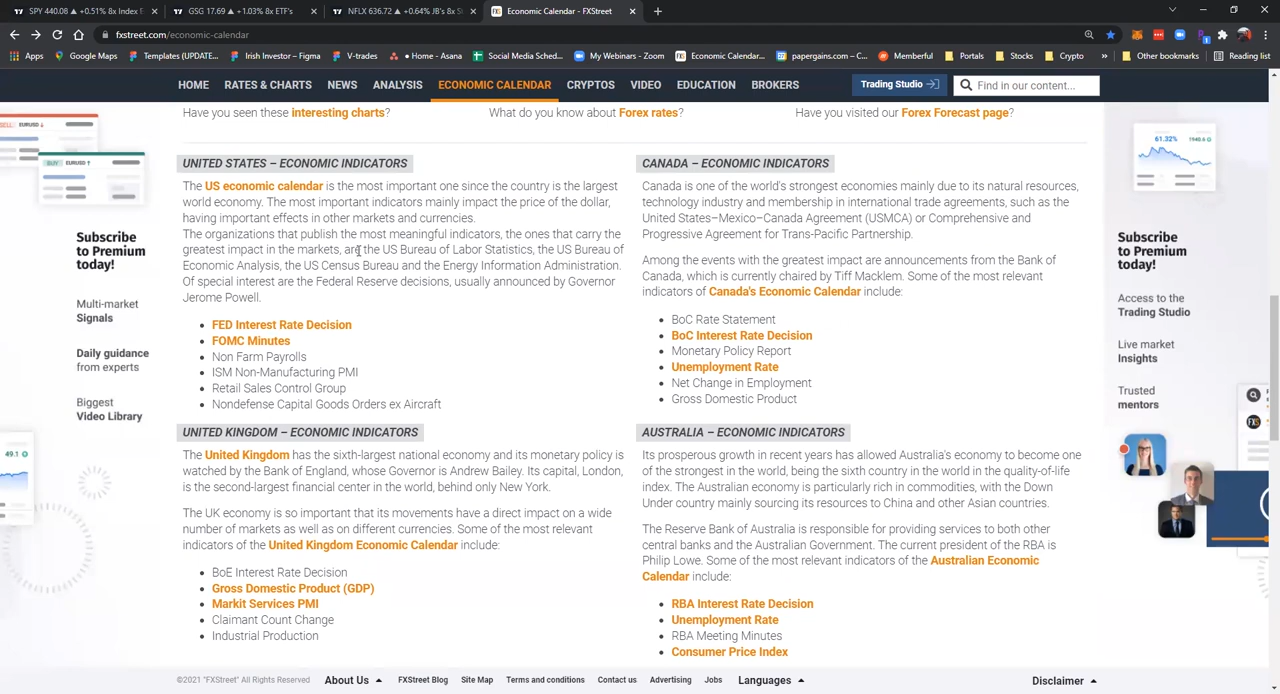 SPY 440.08 ▲ +0.51% 8x Index E
GSG 17.69 ▲ +1.03% 8x ETF's
NFLX 636.72 ▲ +0.64% JB's 8x S
Economic Calendar - FXStreet
fxstreet.com/economic-calendar
Apps
Google Maps
Templates (UPDATE...
Irish Investor – Figma
V-trades
● Home - Asana
Social Media Sched...
My Webinars - Zoom
Economic Calendar...
papergains.com – C...
Memberful
Portals
Stocks
Crypto
»
Other bookmarks
Reading list
HOME
RATES & CHARTS
NEWS
ANALYSIS
ECONOMIC CALENDAR
CRYPTOS
VIDEO
EDUCATION
BROKERS
Trading Studio
Find in our content...
Have you seen these interesting charts?
What do you know about Forex rates?
Have you visited our Forex Forecast page?
UNITED STATES – ECONOMIC INDICATORS
The US economic calendar is the most important one since the country is the largest
world economy. The most important indicators mainly impact the price of the dollar,
having important effects in other markets and currencies.
The organizations that publish the most meaningful indicators, the ones that carry the
greatest impact in the markets, are the US Bureau of Labor Statistics, the US Bureau of
Economic Analysis, the US Census Bureau and the Energy Information Administration.
Of special interest are the Federal Reserve decisions, usually announced by Governor
Jerome Powell.
• FED Interest Rate Decision
• FOMC Minutes
• Non Farm Payrolls
• ISM Non-Manufacturing PMI
• Retail Sales Control Group
• Nondefense Capital Goods Orders ex Aircraft
CANADA – ECONOMIC INDICATORS
Canada is one of the world's strongest economies mainly due to its natural resources,
technology industry and membership in international trade agreements, such as the
United States–Mexico–Canada Agreement (USMCA) or Comprehensive and
Progressive Agreement for Trans-Pacific Partnership.
Among the events with the greatest impact are announcements from the Bank of
Canada, which is currently chaired by Tiff Macklem. Some of the most relevant
indicators of Canada's Economic Calendar include:
• BoC Rate Statement
• BoC Interest Rate Decision
• Monetary Policy Report
• Unemployment Rate
• Net Change in Employment
• Gross Domestic Product
UNITED KINGDOM – ECONOMIC INDICATORS
The United Kingdom has the sixth-largest national economy and its monetary policy is
watched by the Bank of England, whose Governor is Andrew Bailey. Its capital, London,
is the second-largest financial center in the world, behind only New York.
The UK economy is so important that its movements have a direct impact on a wide
number of markets as well as on different currencies. Some of the most relevant
indicators of the United Kingdom Economic Calendar include:
• BoE Interest Rate Decision
• Gross Domestic Product (GDP)
• Markit Services PMI
• Claimant Count Change
• Industrial Production
AUSTRALIA – ECONOMIC INDICATORS
Its prosperous growth in recent years has allowed Australia's economy to become one
of the strongest in the world, being the sixth country in the world in the quality-of-life
index. The Australian economy is particularly rich in commodities, with the Down
Under country mainly sourcing its resources to China and other Asian countries.
The Reserve Bank of Australia is responsible for providing services to both other
central banks and the Australian Government. The current president of the RBA is
Philip Lowe. Some of the most relevant indicators of the Australian Economic
Calendar include:
• RBA Interest Rate Decision
• Unemployment Rate
• RBA Meeting Minutes
• Consumer Price Index
SELL EURUSD
BUY EURUSD
Subscribe
to Premium
today!
Multi-market
Signals
Daily guidance
from experts
Biggest
Video Library
49.1
61.32%
1940.6
Subscribe
to Premium
today!
Access to the
Trading Studio
Live market
Insights
Trusted
mentors
FXS
©2021 "FXStreet" All Rights Reserved
About Us
FXStreet Blog
Site Map
Terms and conditions
Contact us
Advertising
Jobs
Languages
Disclaimer